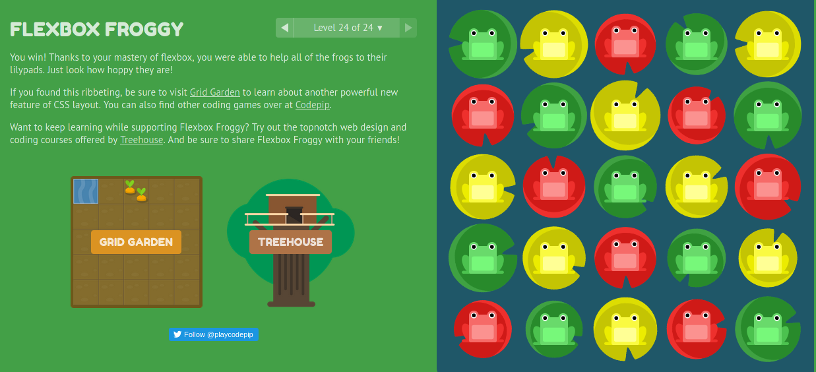 FLEXBOX FROGGY
Level 24 of 24 ▼
You win! Thanks to your mastery of flexbox, you were able to help all of the frogs to their
lilypads. Just look how hoppy they are!
If you found this ribbeting, be sure to visit Grid Garden to learn about another powerful new
feature of CSS layout. You can also find other coding games over at Codepip.
Want to keep learning while supporting Flexbox Froggy? Try out the topnotch web design and
coding courses offered by Treehouse. And be sure to share Flexbox Froggy with your friends!
GRID GARDEN
TREEHOUSE
Follow @playcodepip